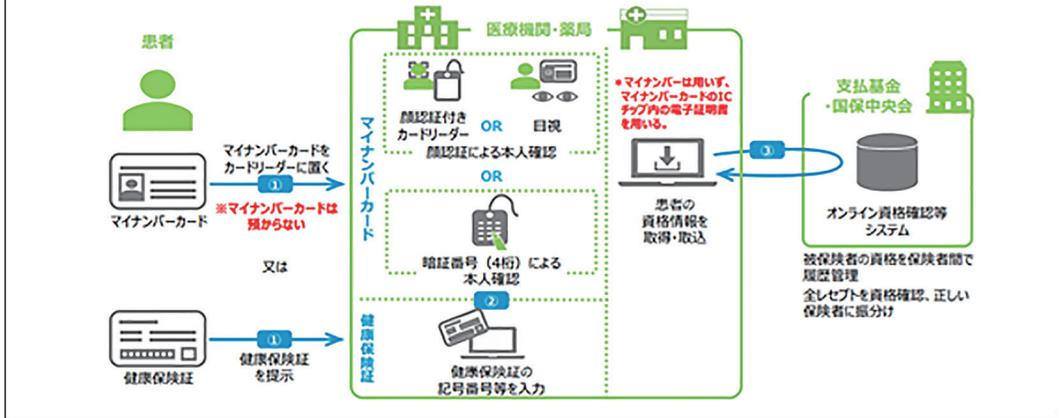 患者
マイナンバーカード
マイナンバーカードを
カードリーダーに置く
①
※マイナンバーカードは
預からない
又は
健康保険証
①
健康保険証
を提示
医療機関・薬局
マイナンバーカード
顔認証付き
カードリーダー
OR
目視
顔認証による本人確認
OR
暗証番号（4桁）による
本人確認
②
健康保険証
健康保険証の
記号番号等を入力
＊マイナンバーは用いず、
マイナンバーカードのIC
チップ内の電子証明書
を用いる。
患者の
資格情報を
取得・取込
③
支払基金
・国保中央会
オンライン資格確認等
システム
被保険者の資格を保険者間で
履歴管理
全レセプトを資格確認、正しい
保険者に振分け